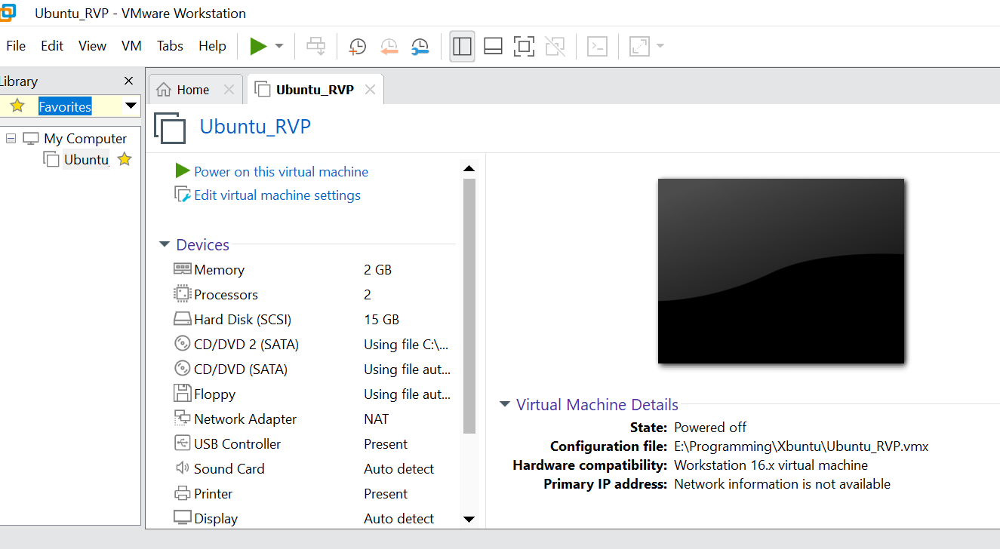 Ubuntu_RVP - VMware Workstation
File Edit View VM Tabs Help
Library
Favorites
My Computer
Ubuntu_
Home
Ubuntu_RVP
Ubuntu_RVP
Power on this virtual machine
Edit virtual machine settings
Devices
Memory 2 GB
Processors 2
Hard Disk (SCSI) 15 GB
CD/DVD 2 (SATA) Using file C:\...
CD/DVD (SATA) Using file aut...
Floppy Using file aut...
Network Adapter NAT
USB Controller Present
Sound Card Auto detect
Printer Present
Display Auto detect
Virtual Machine Details
State: Powered off
Configuration file: E:\Programming\Xbuntu\Ubuntu_RVP.vmx
Hardware compatibility: Workstation 16.x virtual machine
Primary IP address: Network information is not available